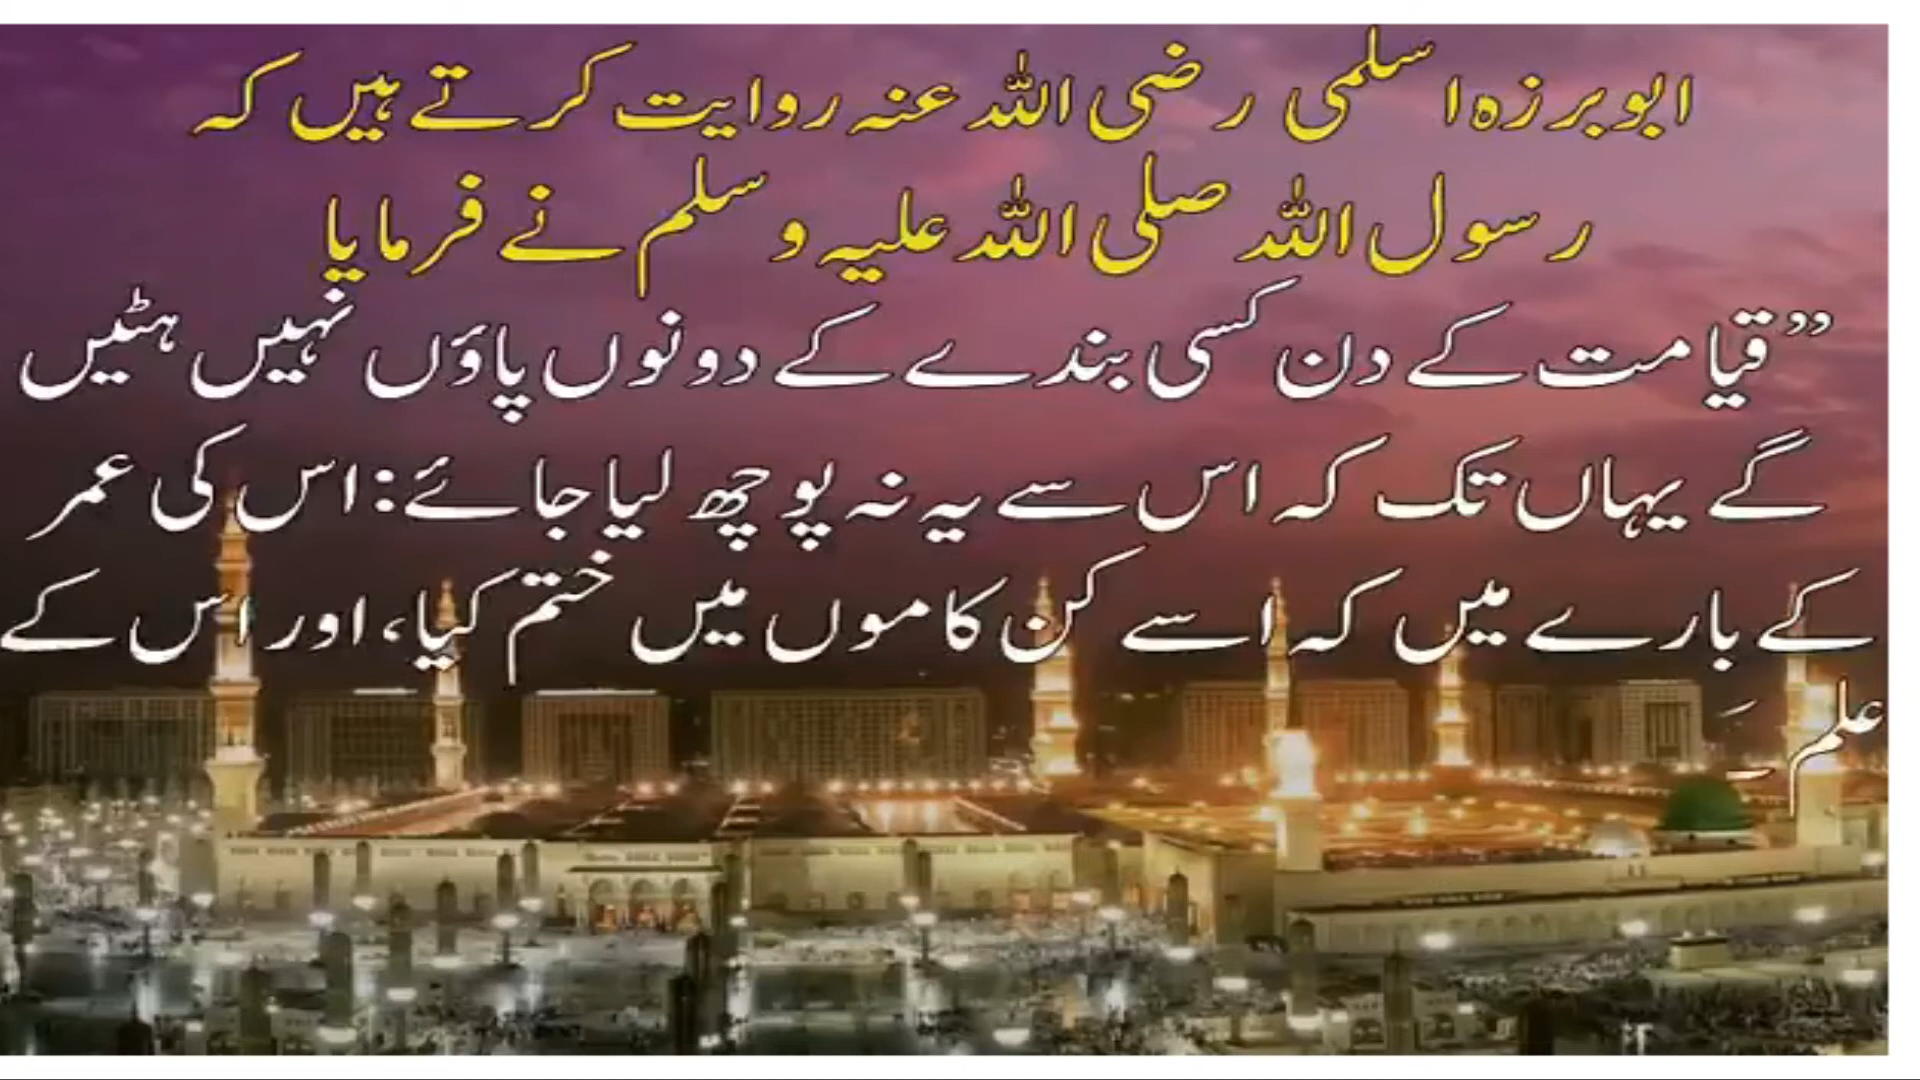 ابوبرزہ اسلمی رضی اللہ عنہ روایت کرتے ہیں کہ
رسول اللہ صلی اللہ علیہ وسلم نے فرمایا
”قیامت کے دن کسی بندے کے دونوں پاؤں نہیں ہٹیں
گے یہاں تک کہ اس سے یہ نہ پوچھ لیا جائے: اس کی عمر
کے بارے میں کہ اسے کن کاموں میں ختم کیا، اور اس کے
علم